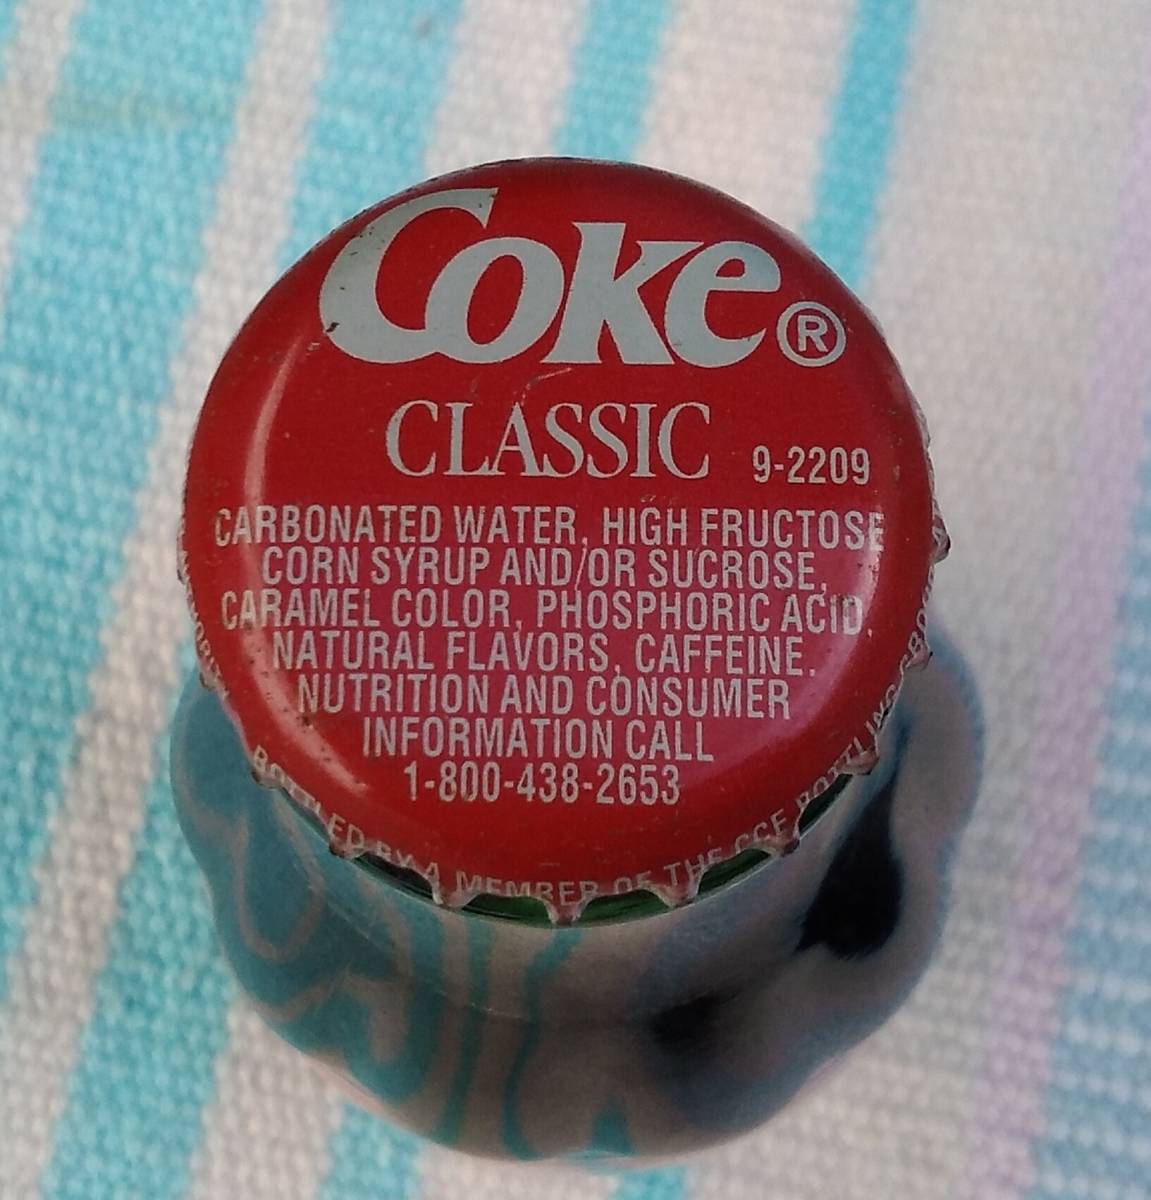 Coke®
CLASSIC
9-2209
CARBONATED WATER, HIGH FRUCTOSE
CORN SYRUP AND/OR SUCROSE,
CARAMEL COLOR, PHOSPHORIC ACID,
NATURAL FLAVORS, CAFFEINE.
NUTRITION AND CONSUMER
INFORMATION CALL
1-800-438-2653
BOTTLED BY A MEMBER OF THE CCE BOTTLING